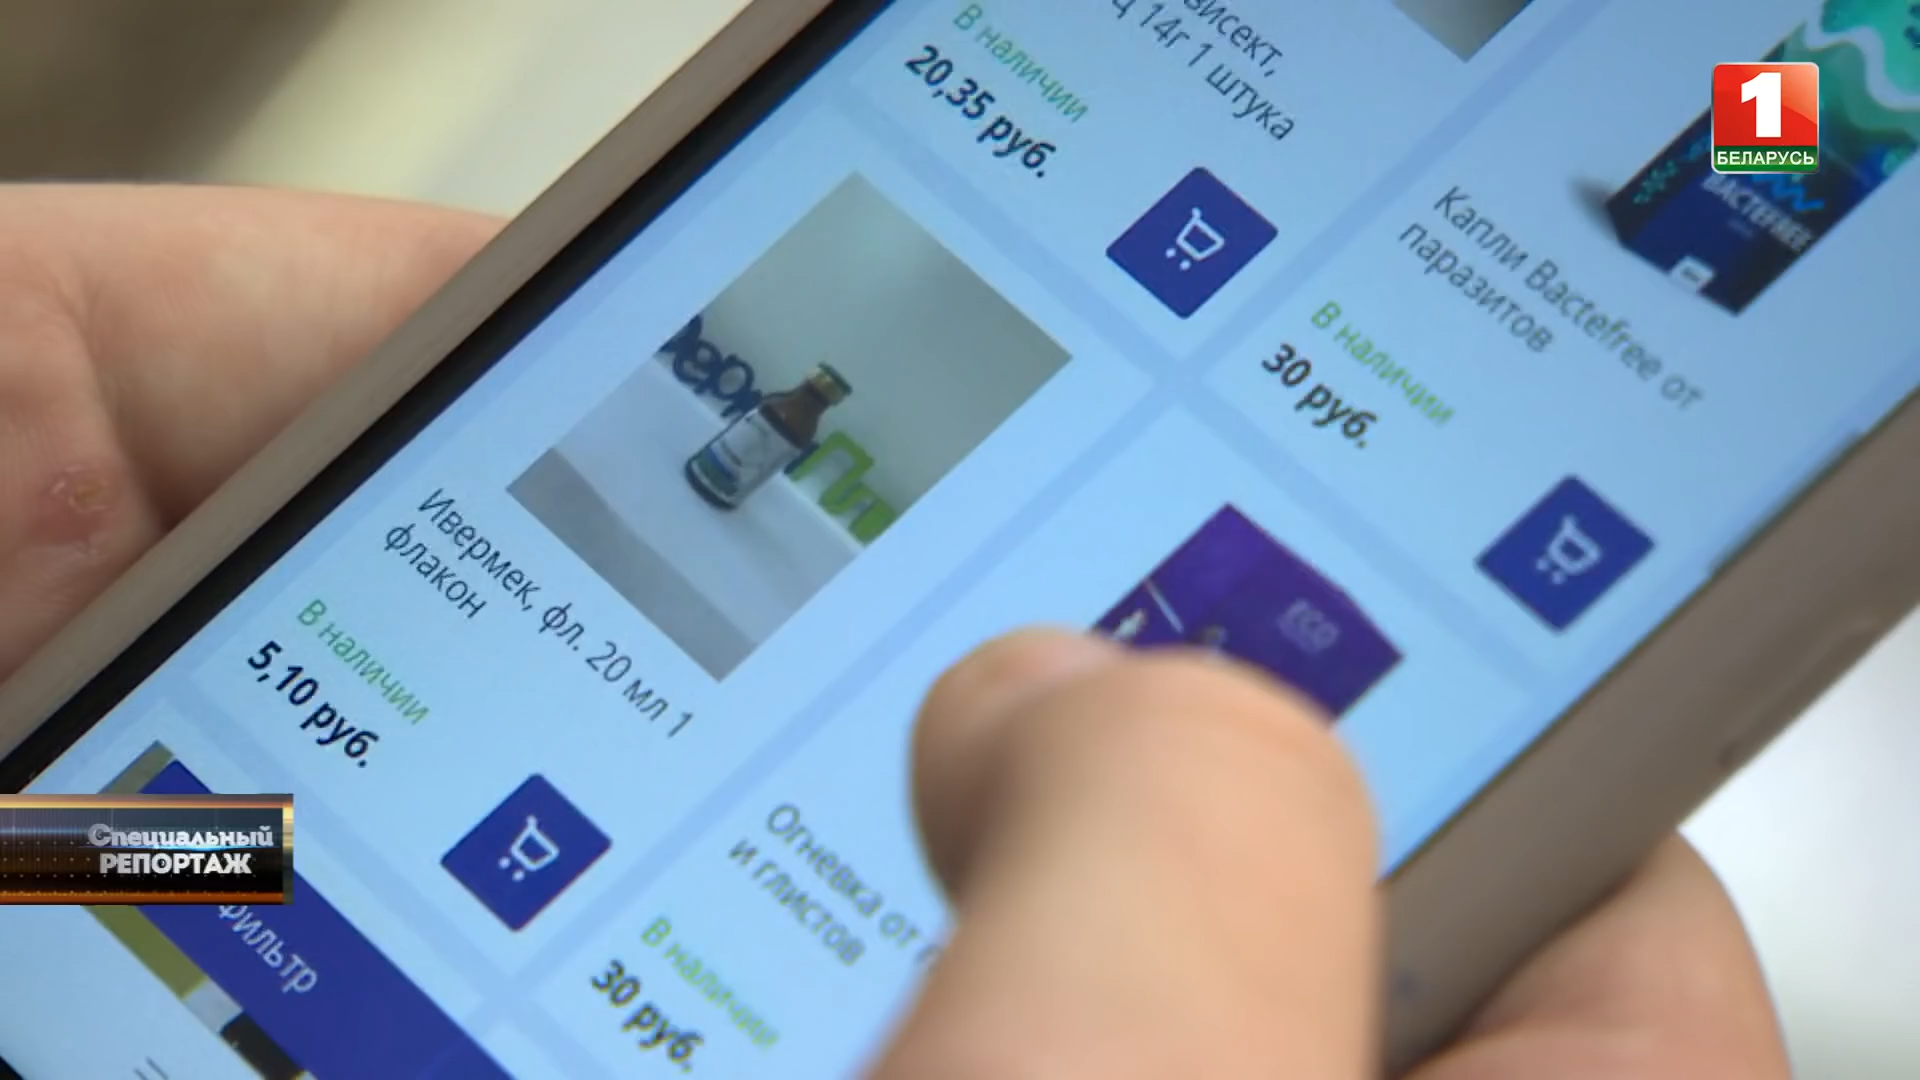 висект,
ц 14г 1 штука
В наличии
20,35 руб.
1
БЕЛАРУСЬ
BACTEFREE
Капли Bactefree от
паразитов
В наличии
30 руб.
Ивермек, фл. 20 мл 1
флакон
В наличии
5,10 руб.
ECO
Огневка от
и глистов
В наличии
30 руб.
Специальный
РЕПОРТАЖ
Фильтр